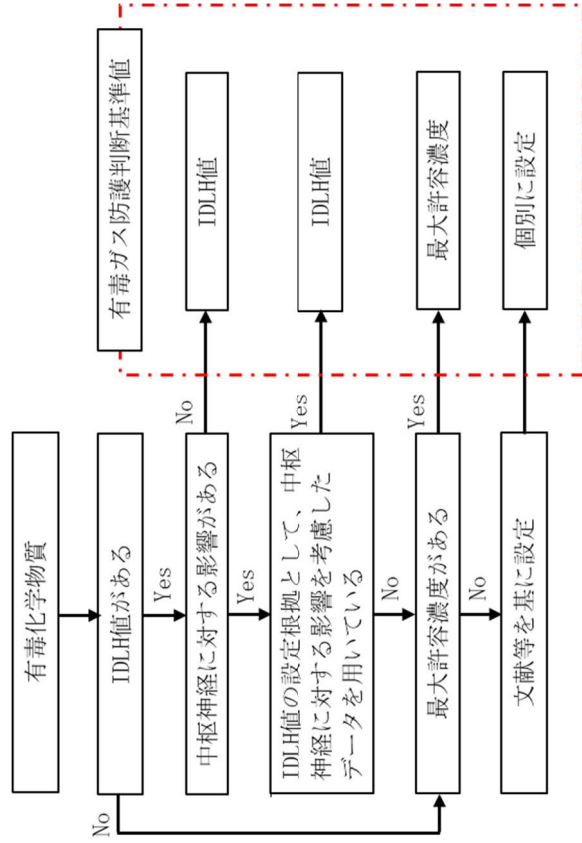 有毒化学物質
有毒ガス防護判断基準値
IDLH値がある
No
Yes
中枢神経に対する影響がある
No
IDLH値
Yes
IDLH値の設定根拠として、中枢
神経に対する影響を考慮した
データを用いている
Yes
IDLH値
No
最大許容濃度がある
Yes
最大許容濃度
No
文献等を基に設定
個別に設定